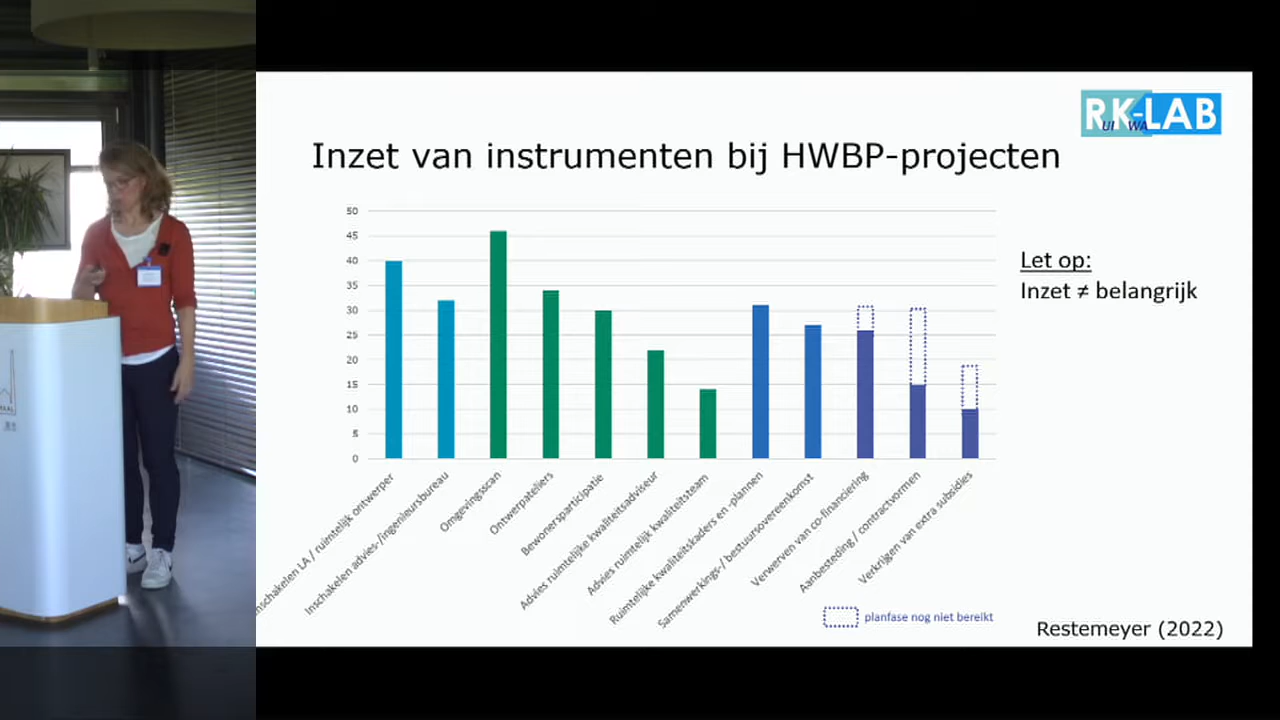 RK-LAB
Inzet van instrumenten bij HWBP-projecten
50
45
40
35
30
25
20
15
10
5
0
Let op:
Inzet ≠ belangrijk
Inschakelen LA / ruimtelijk ontwerper
Inschakelen advies-/ingenieursbureau
Omgevingsscan
Ontwerpateliers
Bewonersparticipatie
Advies ruimtelijke kwaliteitsadviseur
Advies ruimtelijk kwaliteitsteam
Ruimtelijke kwaliteitskaders en -plannen
Samenwerkings-/ bestuursovereenkomst
Verwerven van co-financiering
Aanbesteding / contractvormen
Verkrijgen van extra subsidies
planfase nog niet bereikt
Restemeyer (2022)